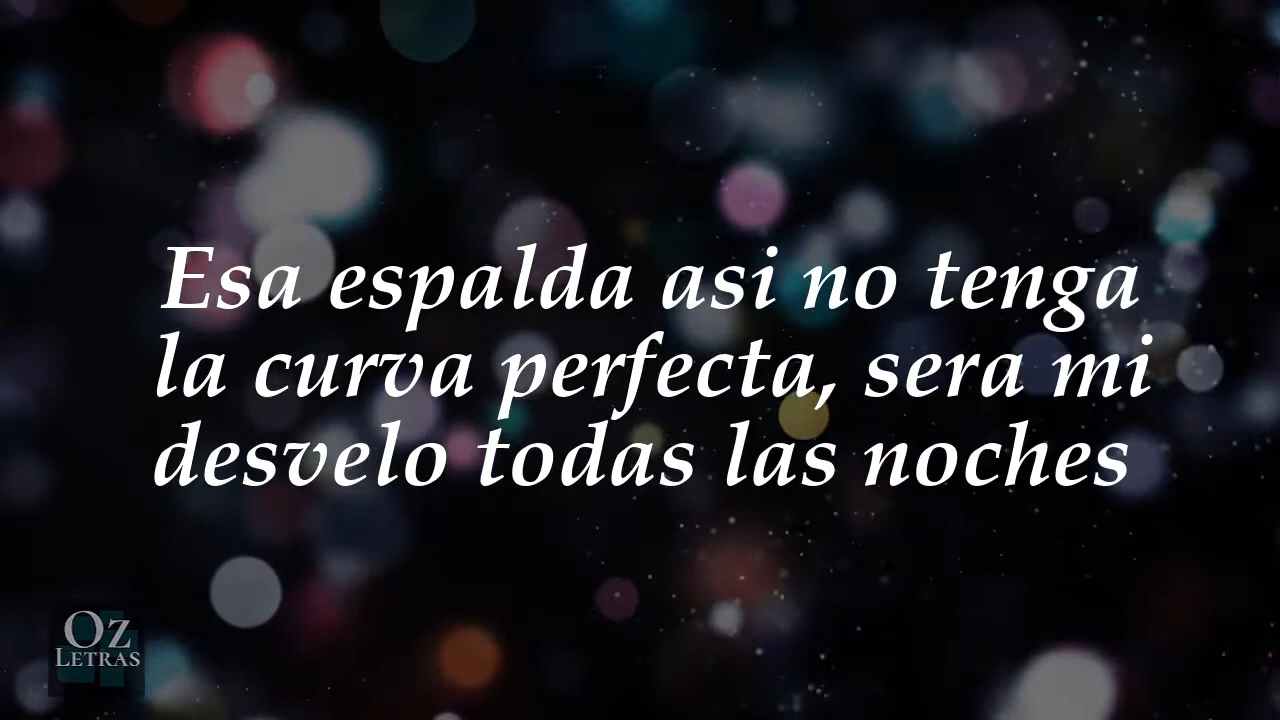 Esa espalda asi no tenga
la curva perfecta, sera mi
desvelo todas las noches
Oz
Letras